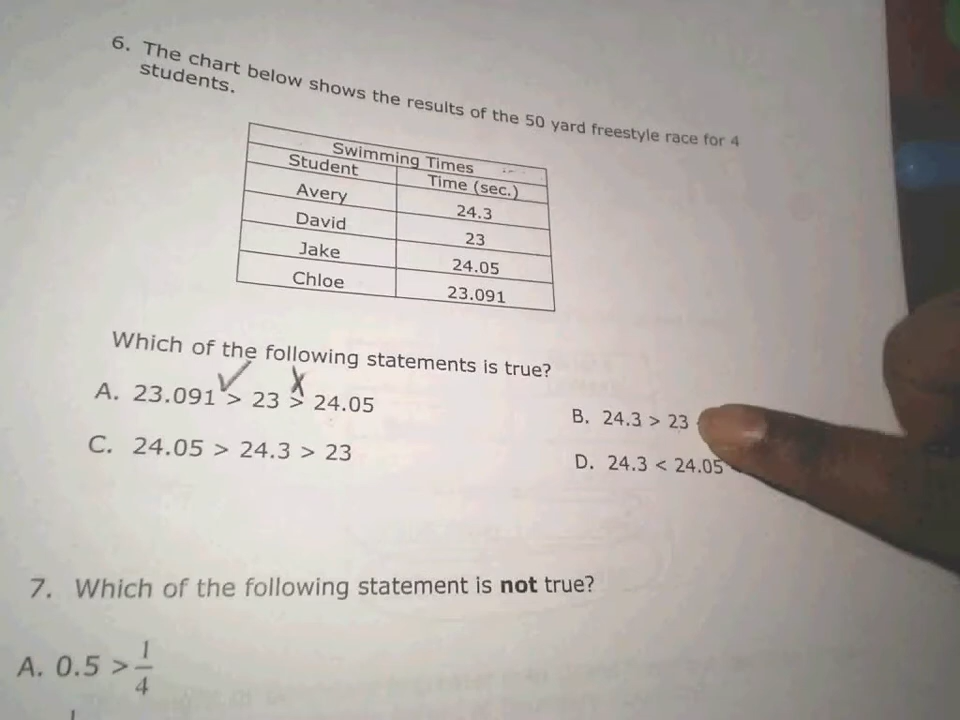 6. The chart below shows the results of the 50 yard freestyle race for 4
students.
Swimming Times
Student Time (sec.)
Avery 24.3
David 23
Jake 24.05
Chloe 23.091
Which of the following statements is true?
A. 23.091 > 23 > 24.05
B. 24.3 > 23
C. 24.05 > 24.3 > 23
D. 24.3 < 24.05
7. Which of the following statement is not true?
A. 0.5 > 1/4